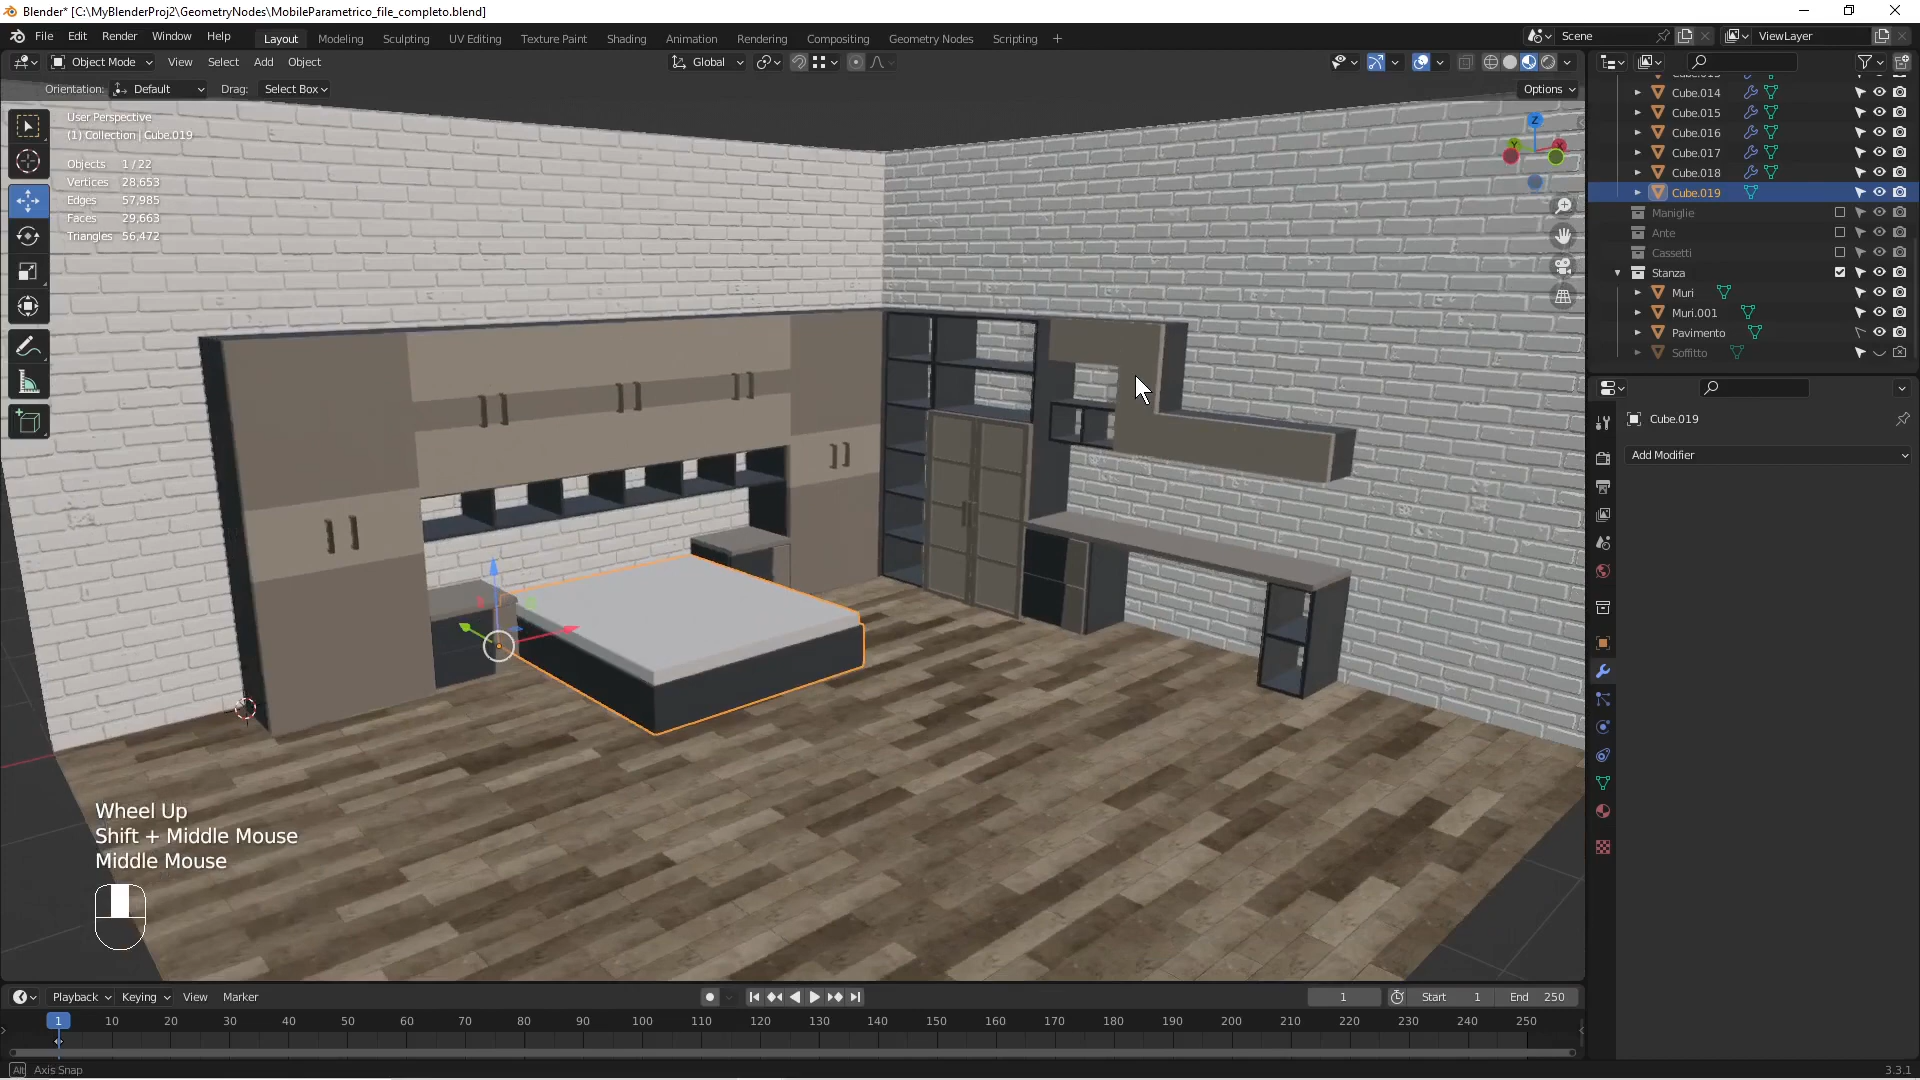 Blender* [C:\MyBlenderProj2\GeometryNodes\MobileParametrico_file_completo.blend]
File Edit Render Window Help Layout Modeling Sculpting UV Editing Texture Paint Shading Animation Rendering Compositing Geometry Nodes Scripting + Scene ViewLayer
Object Mode View Select Add Object Global
Orientation: Default Drag: Select Box Options
User Perspective
(1) Collection | Cube.019
Objects 1/22
Vertices 28,653
Edges 57,985
Faces 29,663
Triangles 56,472
Z
Cube.014
Cube.015
Cube.016
Cube.017
Cube.018
Cube.019
Maniglie
Ante
Cassetti
Stanza
Muri
Muri.001
Pavimento
Soffitto
Cube.019
Add Modifier
Wheel Up
Shift + Middle Mouse
Middle Mouse
Playback Keying View Marker 1 Start 1 End 250
1 10 20 30 40 50 60 70 80 90 100 110 120 130 140 150 160 170 180 190 200 210 220 230 240 250
Alt Axis Snap 3.3.1